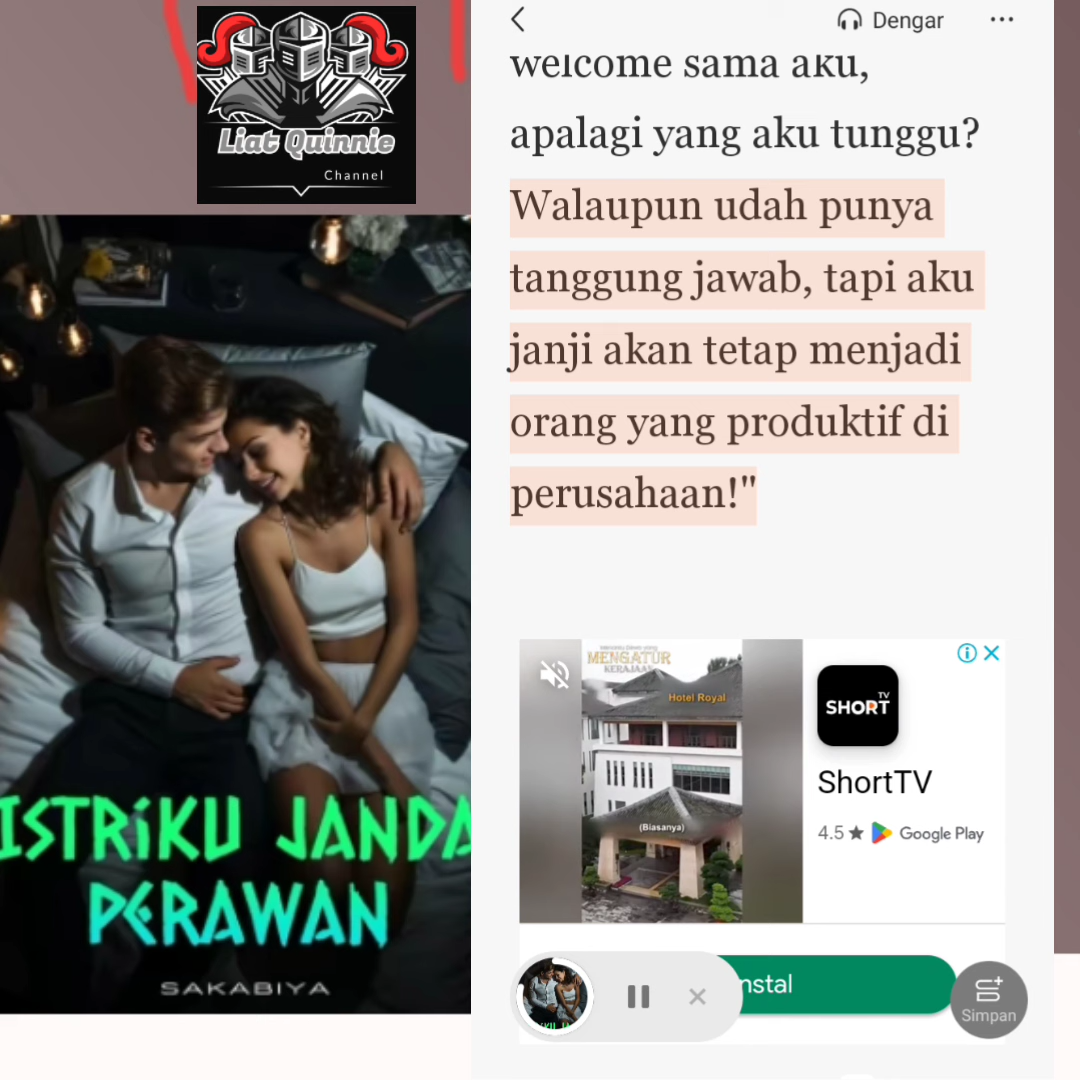 Liat Quinnie
Channel
ISTRIKU JANDA
PERAWAN
SAKABIYA
Dengar
welcome sama aku,
apalagi yang aku tunggu?
Walaupun udah punya
tanggung jawab, tapi aku
janji akan tetap menjadi
orang yang produktif di
perusahaan!"
MENGATUR
KERAJAAN
Hotel Royal
(Biasanya)
SHORT TV
ShortTV
4.5 ★ Google Play
nstal
Simpan